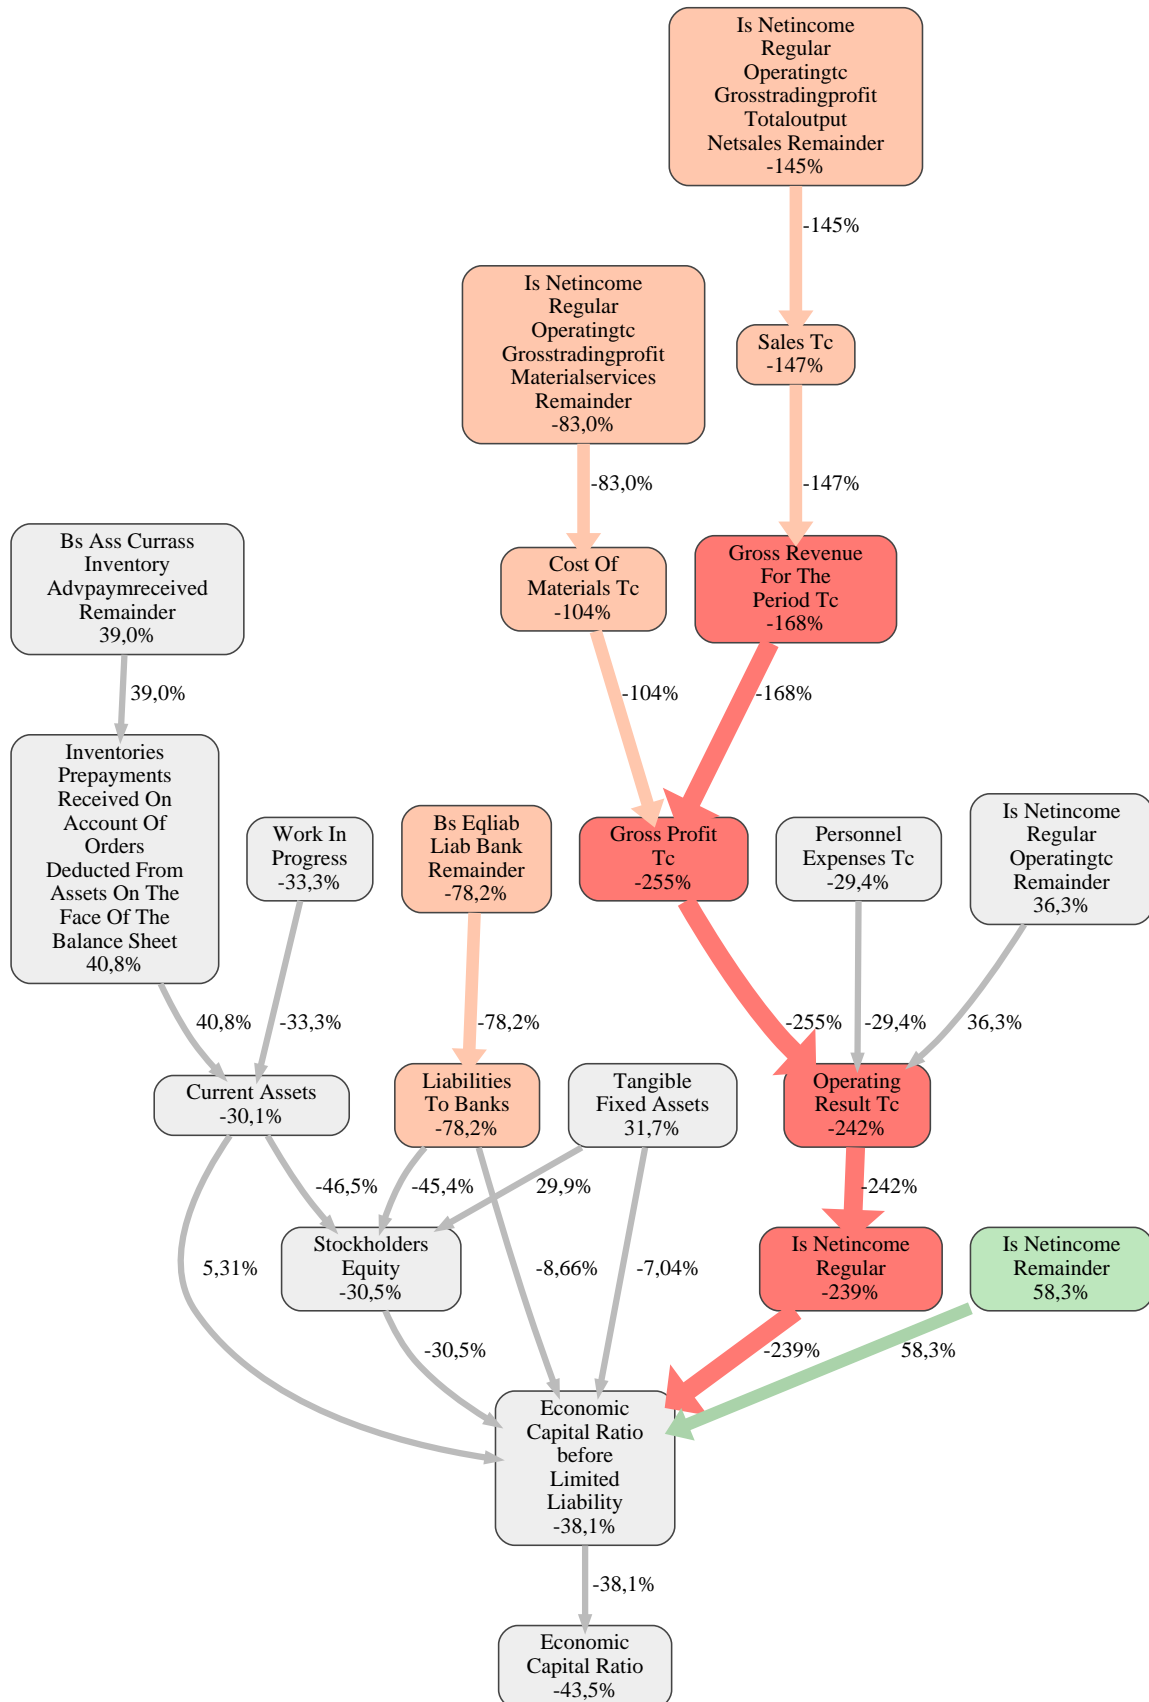 Is Netincome
Regular
Operatingtc
Grosstradingprofit
Totaloutput
Netsales Remainder
-145%
-145%
Is Netincome
Regular
Operatingtc
Grosstradingprofit
Materialservices
Remainder
-83,0%
Sales Tc
-147%
-83,0%
-147%
Bs Ass Currass
Inventory
Advpaymreceived
Remainder
39,0%
Cost Of
Materials Tc
-104%
Gross Revenue
For The
Period Tc
-168%
39,0%
-104%
-168%
Inventories
Prepayments
Received On
Account Of
Orders
Deducted From
Assets On The
Face Of The
Balance Sheet
40,8%
Work In
Progress
-33,3%
Bs Eqliab
Liab Bank
Remainder
-78,2%
Gross Profit
Tc
-255%
Personnel
Expenses Tc
-29,4%
Is Netincome
Regular
Operatingtc
Remainder
36,3%
40,8%
-33,3%
-78,2%
-255%
-29,4%
36,3%
Current Assets
-30,1%
Liabilities
To Banks
-78,2%
Tangible
Fixed Assets
31,7%
Operating
Result Tc
-242%
-46,5%
-45,4%
29,9%
-242%
5,31%
Stockholders
Equity
-30,5%
-8,66%
-7,04%
Is Netincome
Regular
-239%
Is Netincome
Remainder
58,3%
-30,5%
-239%
58,3%
Economic
Capital Ratio
before
Limited
Liability
-38,1%
-38,1%
Economic
Capital Ratio
-43,5%